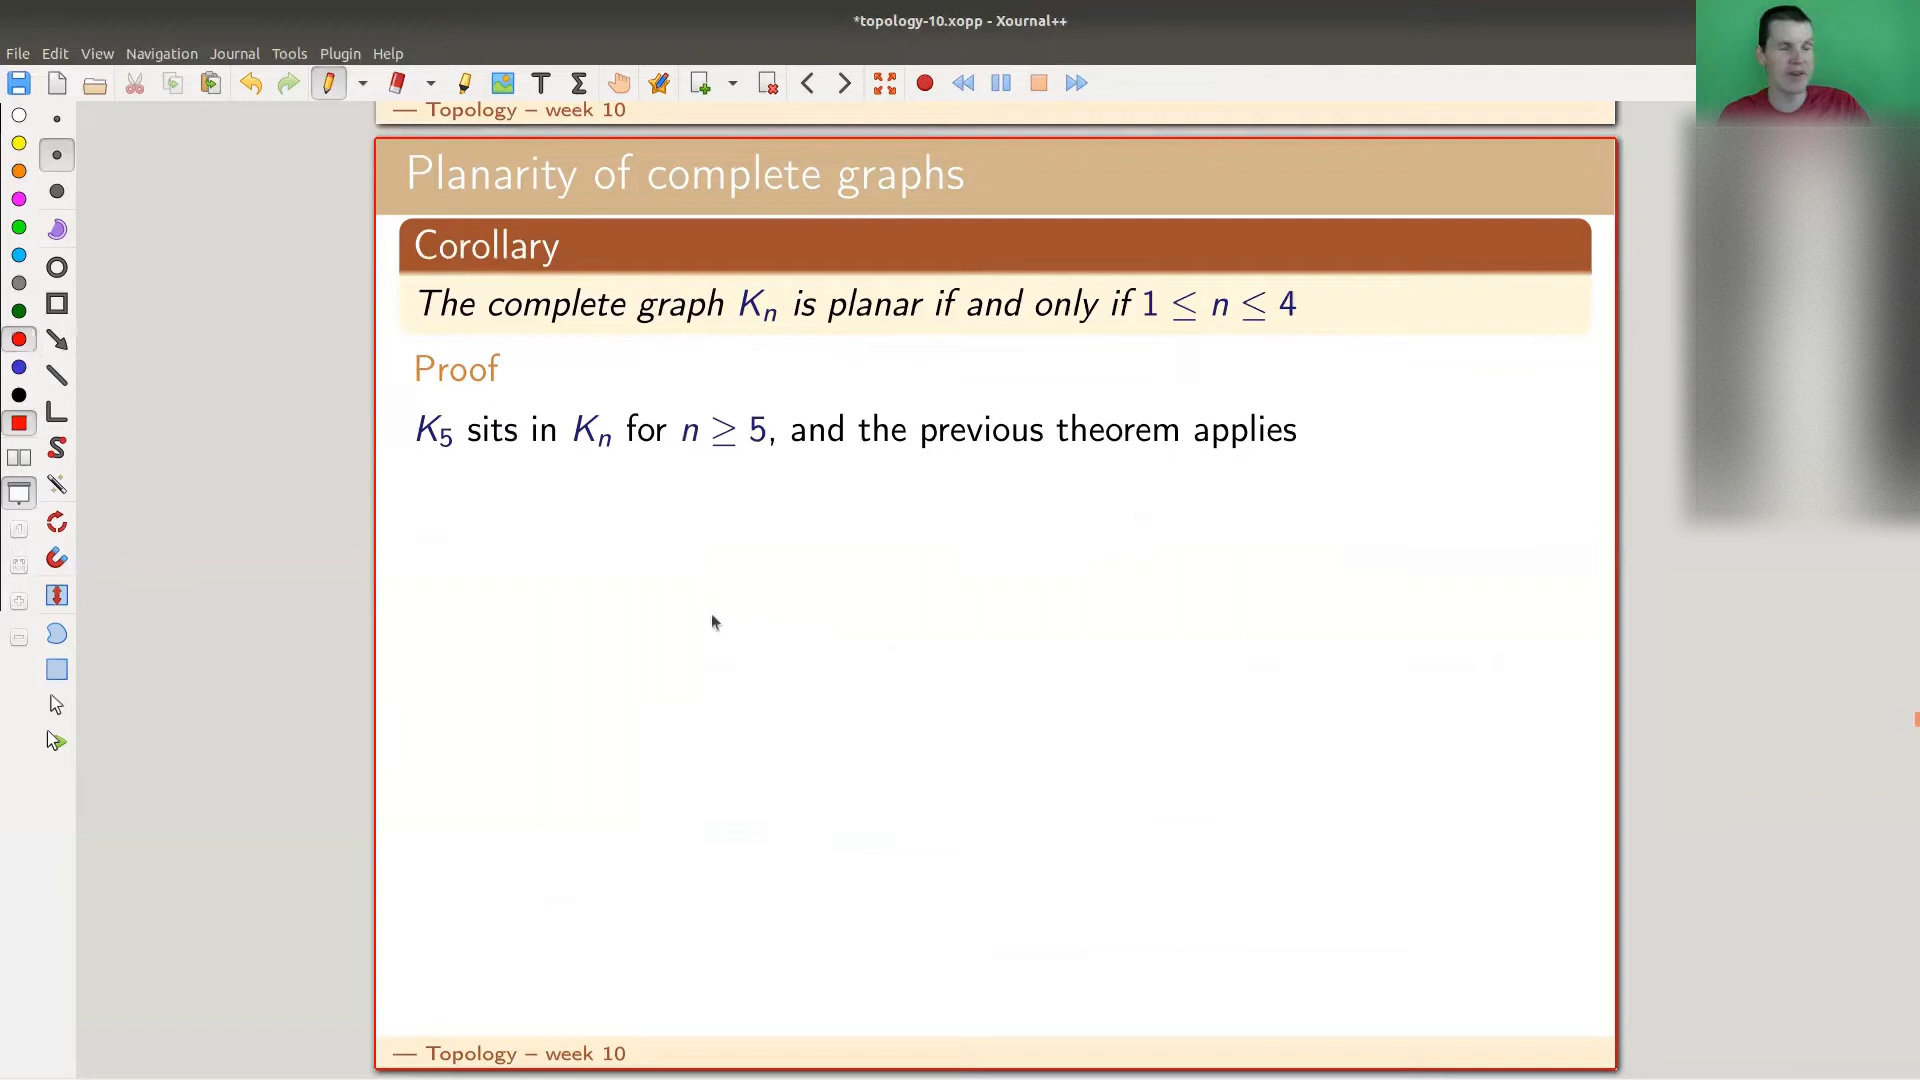 *topology-10.xopp - Xournal++
File Edit View Navigation Journal Tools Plugin Help
— Topology – week 10
Planarity of complete graphs
Corollary
The complete graph Kₙ is planar if and only if 1 ≤ n ≤ 4
Proof
K₅ sits in Kₙ for n ≥ 5, and the previous theorem applies
— Topology – week 10